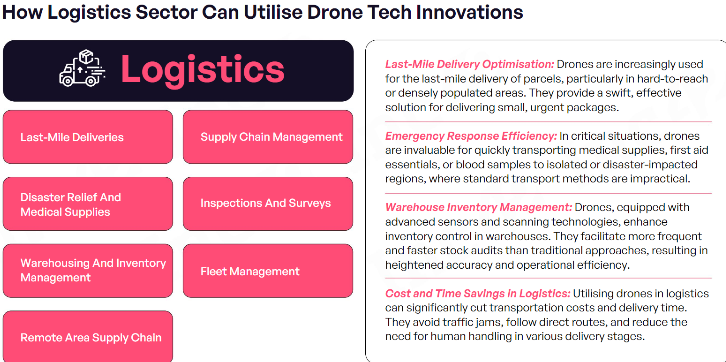 How Logistics Sector Can Utilise Drone Tech Innovations
Logistics
Last-Mile Deliveries
Supply Chain Management
Disaster Relief And
Medical Supplies
Inspections And Surveys
Warehousing And Inventory
Management
Fleet Management
Remote Area Supply Chain
Last-Mile Delivery Optimisation: Drones are increasingly used
for the last-mile delivery of parcels, particularly in hard-to-reach
or densely populated areas. They provide a swift, effective
solution for delivering small, urgent packages.
Emergency Response Efficiency: In critical situations, drones
are invaluable for quickly transporting medical supplies, first aid
essentials, or blood samples to isolated or disaster-impacted
regions, where standard transport methods are impractical.
Warehouse Inventory Management: Drones, equipped with
advanced sensors and scanning technologies, enhance
inventory control in warehouses. They facilitate more frequent
and faster stock audits than traditional approaches, resulting in
heightened accuracy and operational efficiency.
Cost and Time Savings in Logistics: Utilising drones in logistics
can significantly cut transportation costs and delivery time.
They avoid traffic jams, follow direct routes, and reduce the
need for human handling in various delivery stages.